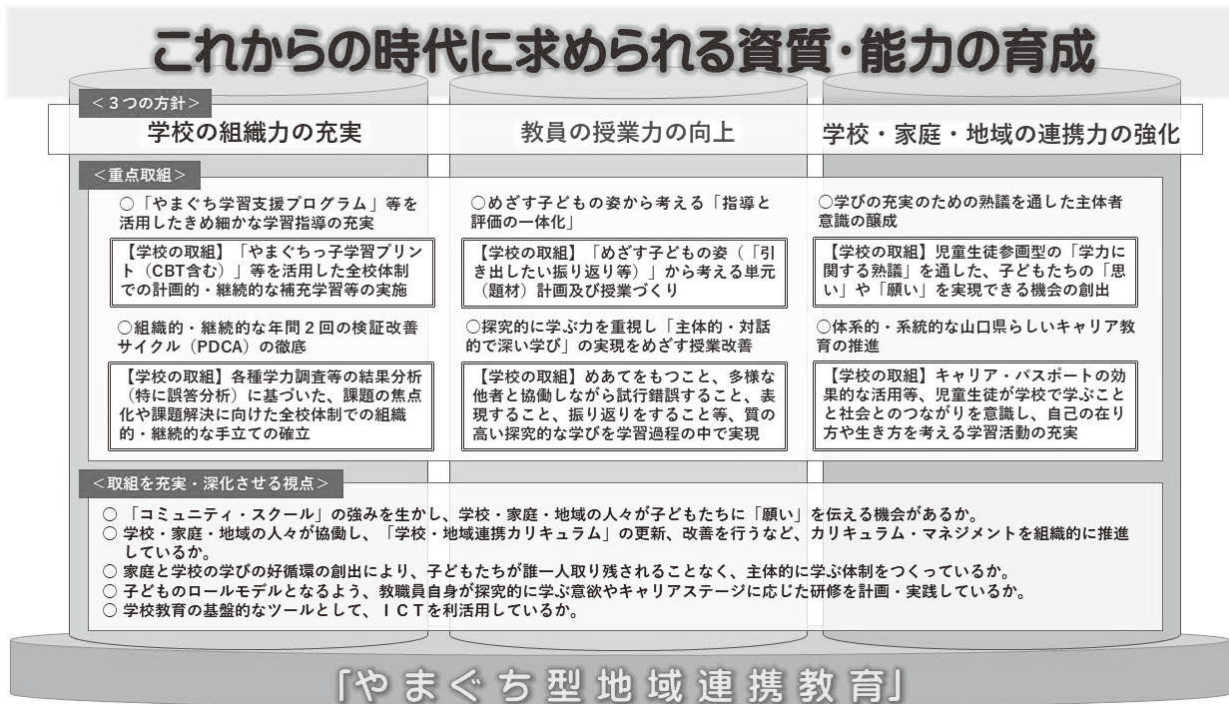 これからの時代に求められる資質・能力の育成
＜３つの方針＞
学校の組織力の充実
教員の授業力の向上
学校・家庭・地域の連携力の強化
＜重点取組＞
○「やまぐち学習支援プログラム」等を
活用したきめ細かな学習指導の充実
【学校の取組】「やまぐちっ子学習プリン
ト（CBT含む）」等を活用した全校体制
での計画的・継続的な補充学習等の実施
○組織的・継続的な年間２回の検証改善
サイクル（PDCA）の徹底
【学校の取組】各種学力調査等の結果分析
（特に誤答分析）に基づいた、課題の焦点
化や課題解決に向けた全校体制での組織
的・継続的な手立ての確立
○めざす子どもの姿から考える「指導と
評価の一体化」
【学校の取組】「めざす子どもの姿（「引
き出したい振り返り等）」から考える単元
（題材）計画及び授業づくり
○探究的に学ぶ力を重視し「主体的・対話
的で深い学び」の実現をめざす授業改善
【学校の取組】めあてをもつこと、多様な
他者と協働しながら試行錯誤すること、表
現すること、振り返りをすること等、質の
高い探究的な学びを学習過程の中で実現
○学びの充実のための熟議を通した主体者
意識の醸成
【学校の取組】児童生徒参画型の「学力に
関する熟議」を通した、子どもたちの「思
い」や「願い」を実現できる機会の創出
○体系的・系統的な山口県らしいキャリア教
育の推進
【学校の取組】キャリア・パスポートの効
果的な活用等、児童生徒が学校で学ぶこと
と社会とのつながりを意識し、自己の在り
方や生き方を考える学習活動の充実
＜取組を充実・深化させる視点＞
○ 「コミュニティ・スクール」の強みを生かし、学校・家庭・地域の人々が子どもたちに「願い」を伝える機会があるか。
○ 学校・家庭・地域の人々が協働し、「学校・地域連携カリキュラム」の更新、改善を行うなど、カリキュラム・マネジメントを組織的に推進
しているか。
○ 家庭と学校の学びの好循環の創出により、子どもたちが誰一人取り残されることなく、主体的に学ぶ体制をつくっているか。
○ 子どものロールモデルとなるよう、教職員自身が探究的に学ぶ意欲やキャリアステージに応じた研修を計画・実践しているか。
○ 学校教育の基盤的なツールとして、ＩＣＴを利活用しているか。
「やまぐち型地域連携教育」